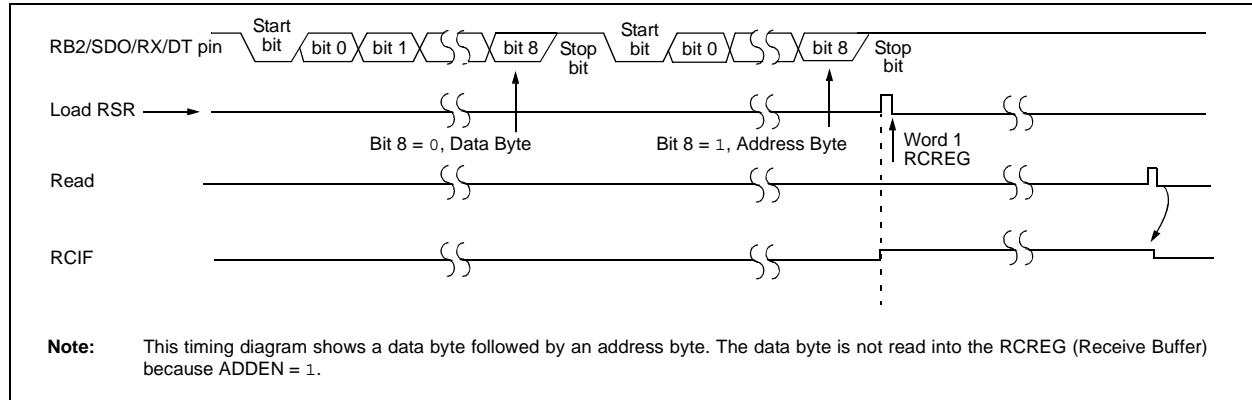 RB2/SDO/RX/DT pin
Start
bit
bit 0
bit 1
bit 8
Stop
bit
Start
bit
bit 0
bit 8
Stop
bit
Load RSR
Bit 8 = 0, Data Byte
Bit 8 = 1, Address Byte
Word 1
RCREG
Read
RCIF
Note: This timing diagram shows a data byte followed by an address byte. The data byte is not read into the RCREG (Receive Buffer)
because ADDEN = 1.